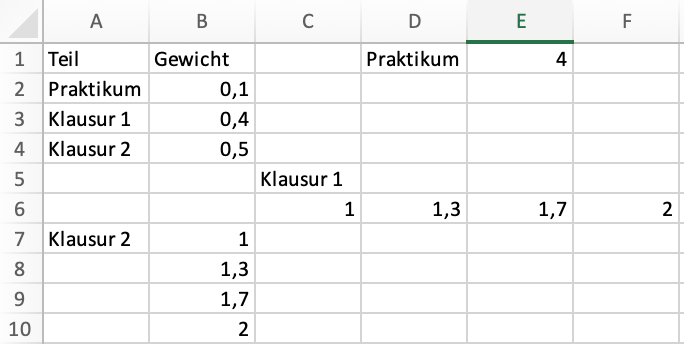 A B C D E F
1 Teil Gewicht Praktikum 4
2 Praktikum 0,1
3 Klausur 1 0,4
4 Klausur 2 0,5
5 Klausur 1
6 1 1,3 1,7 2
7 Klausur 2 1
8 1,3
9 1,7
10 2